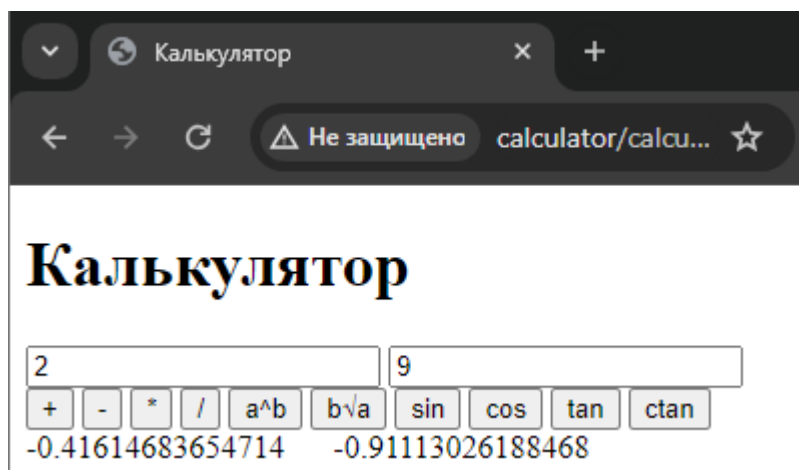 Калькулятор
Не защищено calculator/calcu...
Калькулятор
2 9
+ - * / a^b b√a sin cos tan ctan
-0.41614683654714 -0.91113026188468